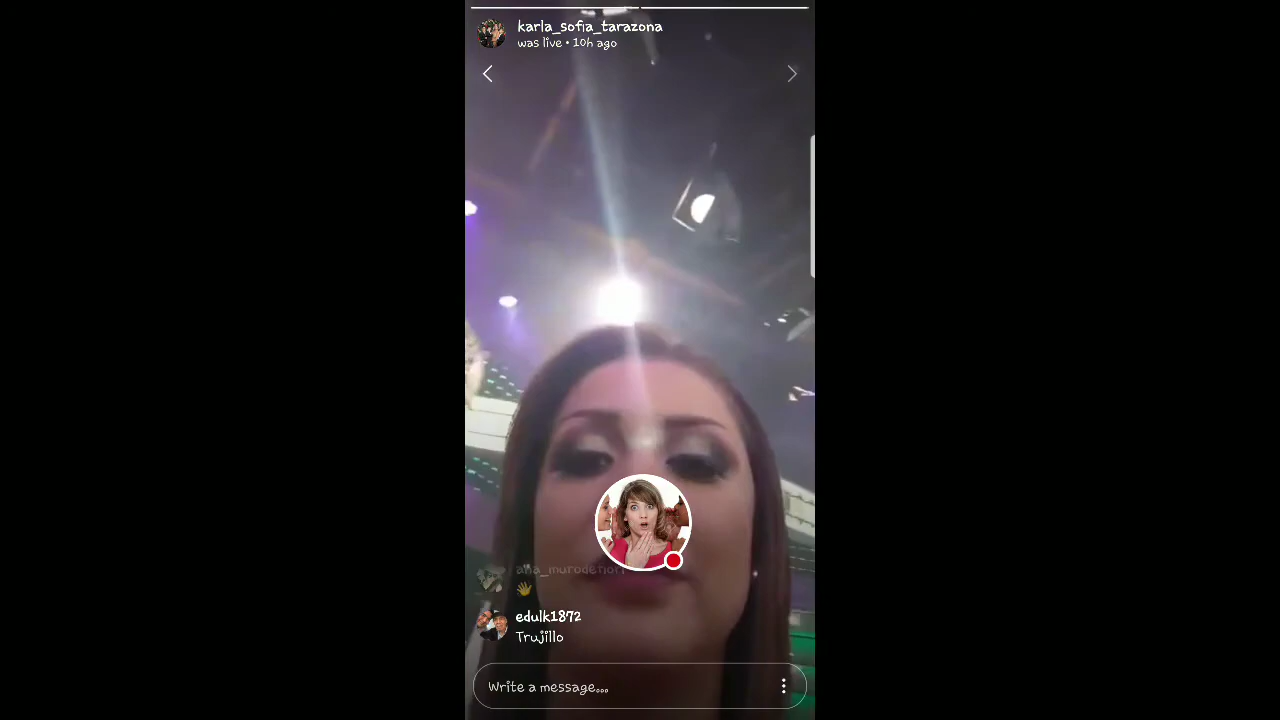 karla_sofia_tarazona
was live • 10h ago
👋
edulk1872
Trujillo
Write a message...